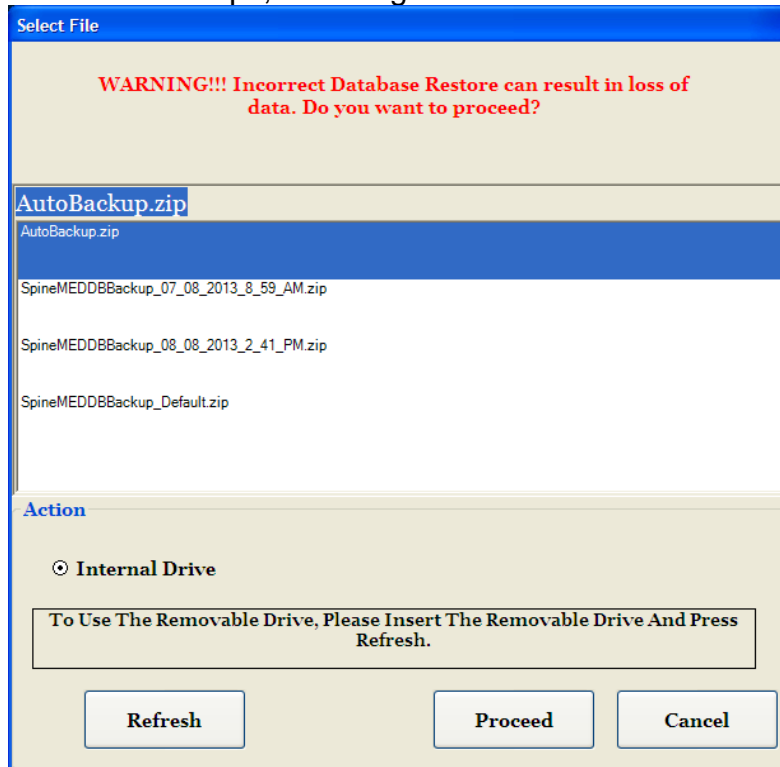 Select File
WARNING!!! Incorrect Database Restore can result in loss of
data. Do you want to proceed?
AutoBackup.zip
AutoBackup.zip
SpineMEDDBBackup_07_08_2013_8_59_AM.zip
SpineMEDDBBackup_08_08_2013_2_41_PM.zip
SpineMEDDBBackup_Default.zip
Action
Internal Drive
To Use The Removable Drive, Please Insert The Removable Drive And Press
Refresh.
Refresh
Proceed
Cancel